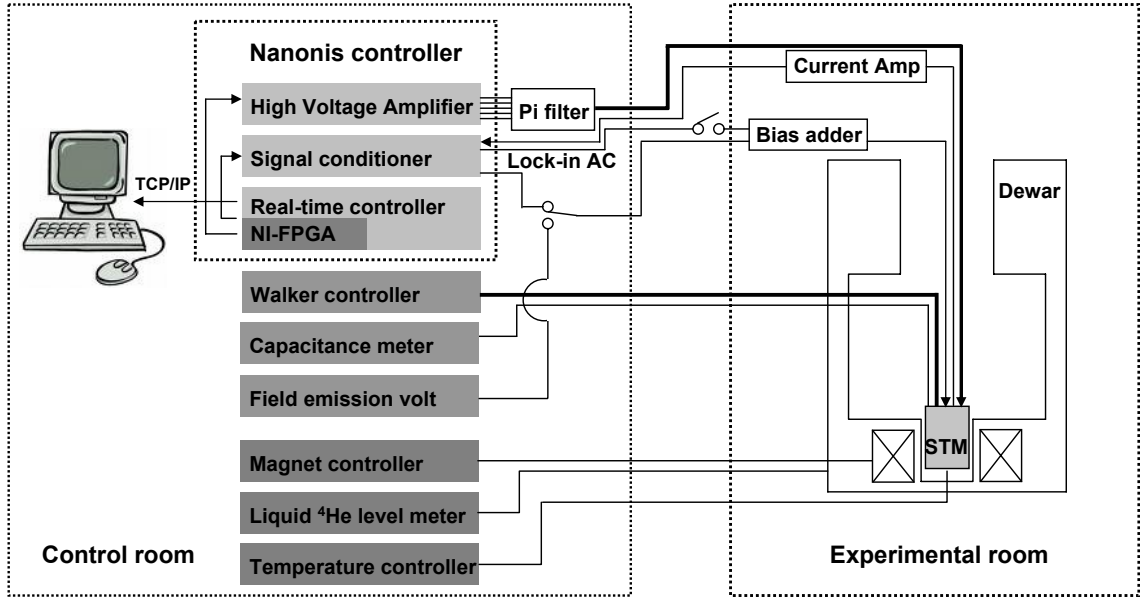 Nanonis controller
High Voltage Amplifier
Pi filter
Current Amp
Signal conditioner
Lock-in AC
Bias adder
TCP/IP
Real-time controller
NI-FPGA
Dewar
Walker controller
Capacitance meter
Field emission volt
STM
Magnet controller
Liquid ⁴He level meter
Temperature controller
Control room
Experimental room